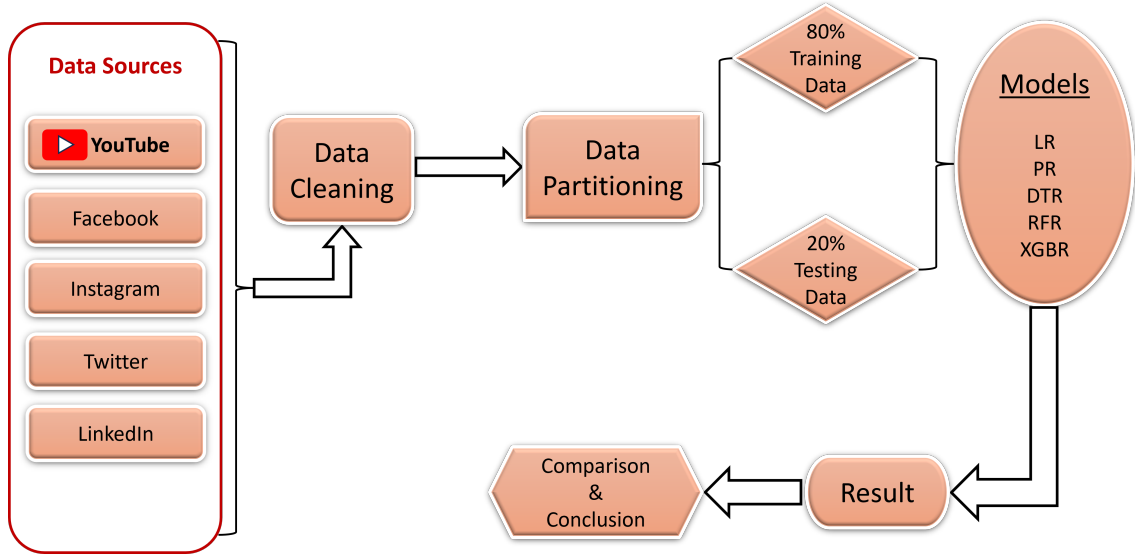 Data Sources
YouTube
Facebook
Instagram
Twitter
LinkedIn
Data
Cleaning
Data
Partitioning
80%
Training
Data
20%
Testing
Data
Models
LR
PR
DTR
RFR
XGBR
Result
Comparison
&
Conclusion